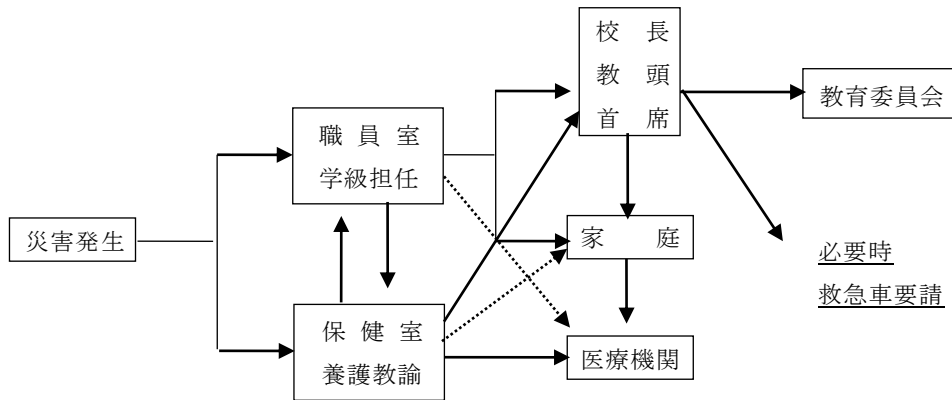 校長
教頭
首席
教育委員会
職員室
学級担任
災害発生
家庭
必要時
救急車要請
保健室
養護教諭
医療機関